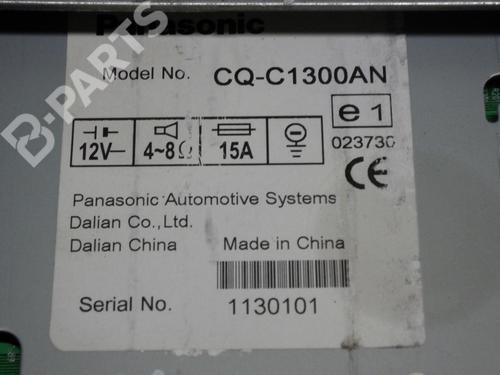 Panasonic
Model No. CQ-C1300AN
e1
12V 4~8Ω 15A
023730
CE
Panasonic Automotive Systems
Dalian Co.,Ltd.
Dalian China Made in China
Serial No. 1130101
B-PARTS